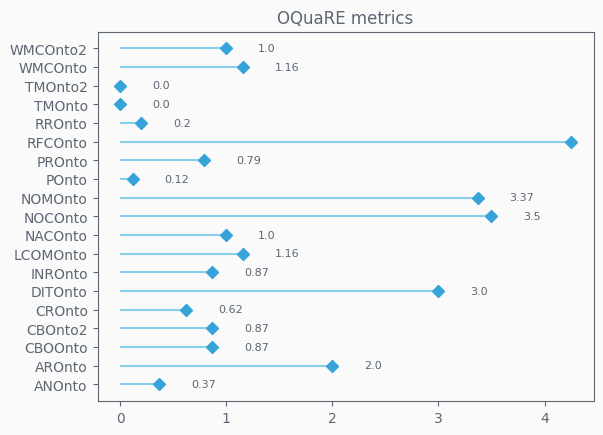 OQuaRE metrics
WMCOnto2 1.0
WMCOnto 1.16
TMOnto2 0.0
TMOnto 0.0
RROnto 0.2
RFCOnto
PROnto 0.79
POnto 0.12
NOMOnto 3.37
NOCOnto 3.5
NACOnto 1.0
LCOMOnto 1.16
INROnto 0.87
DITOnto 3.0
CROnto 0.62
CBOnto2 0.87
CBOOnto 0.87
AROnto 2.0
ANOnto 0.37
0 1 2 3 4